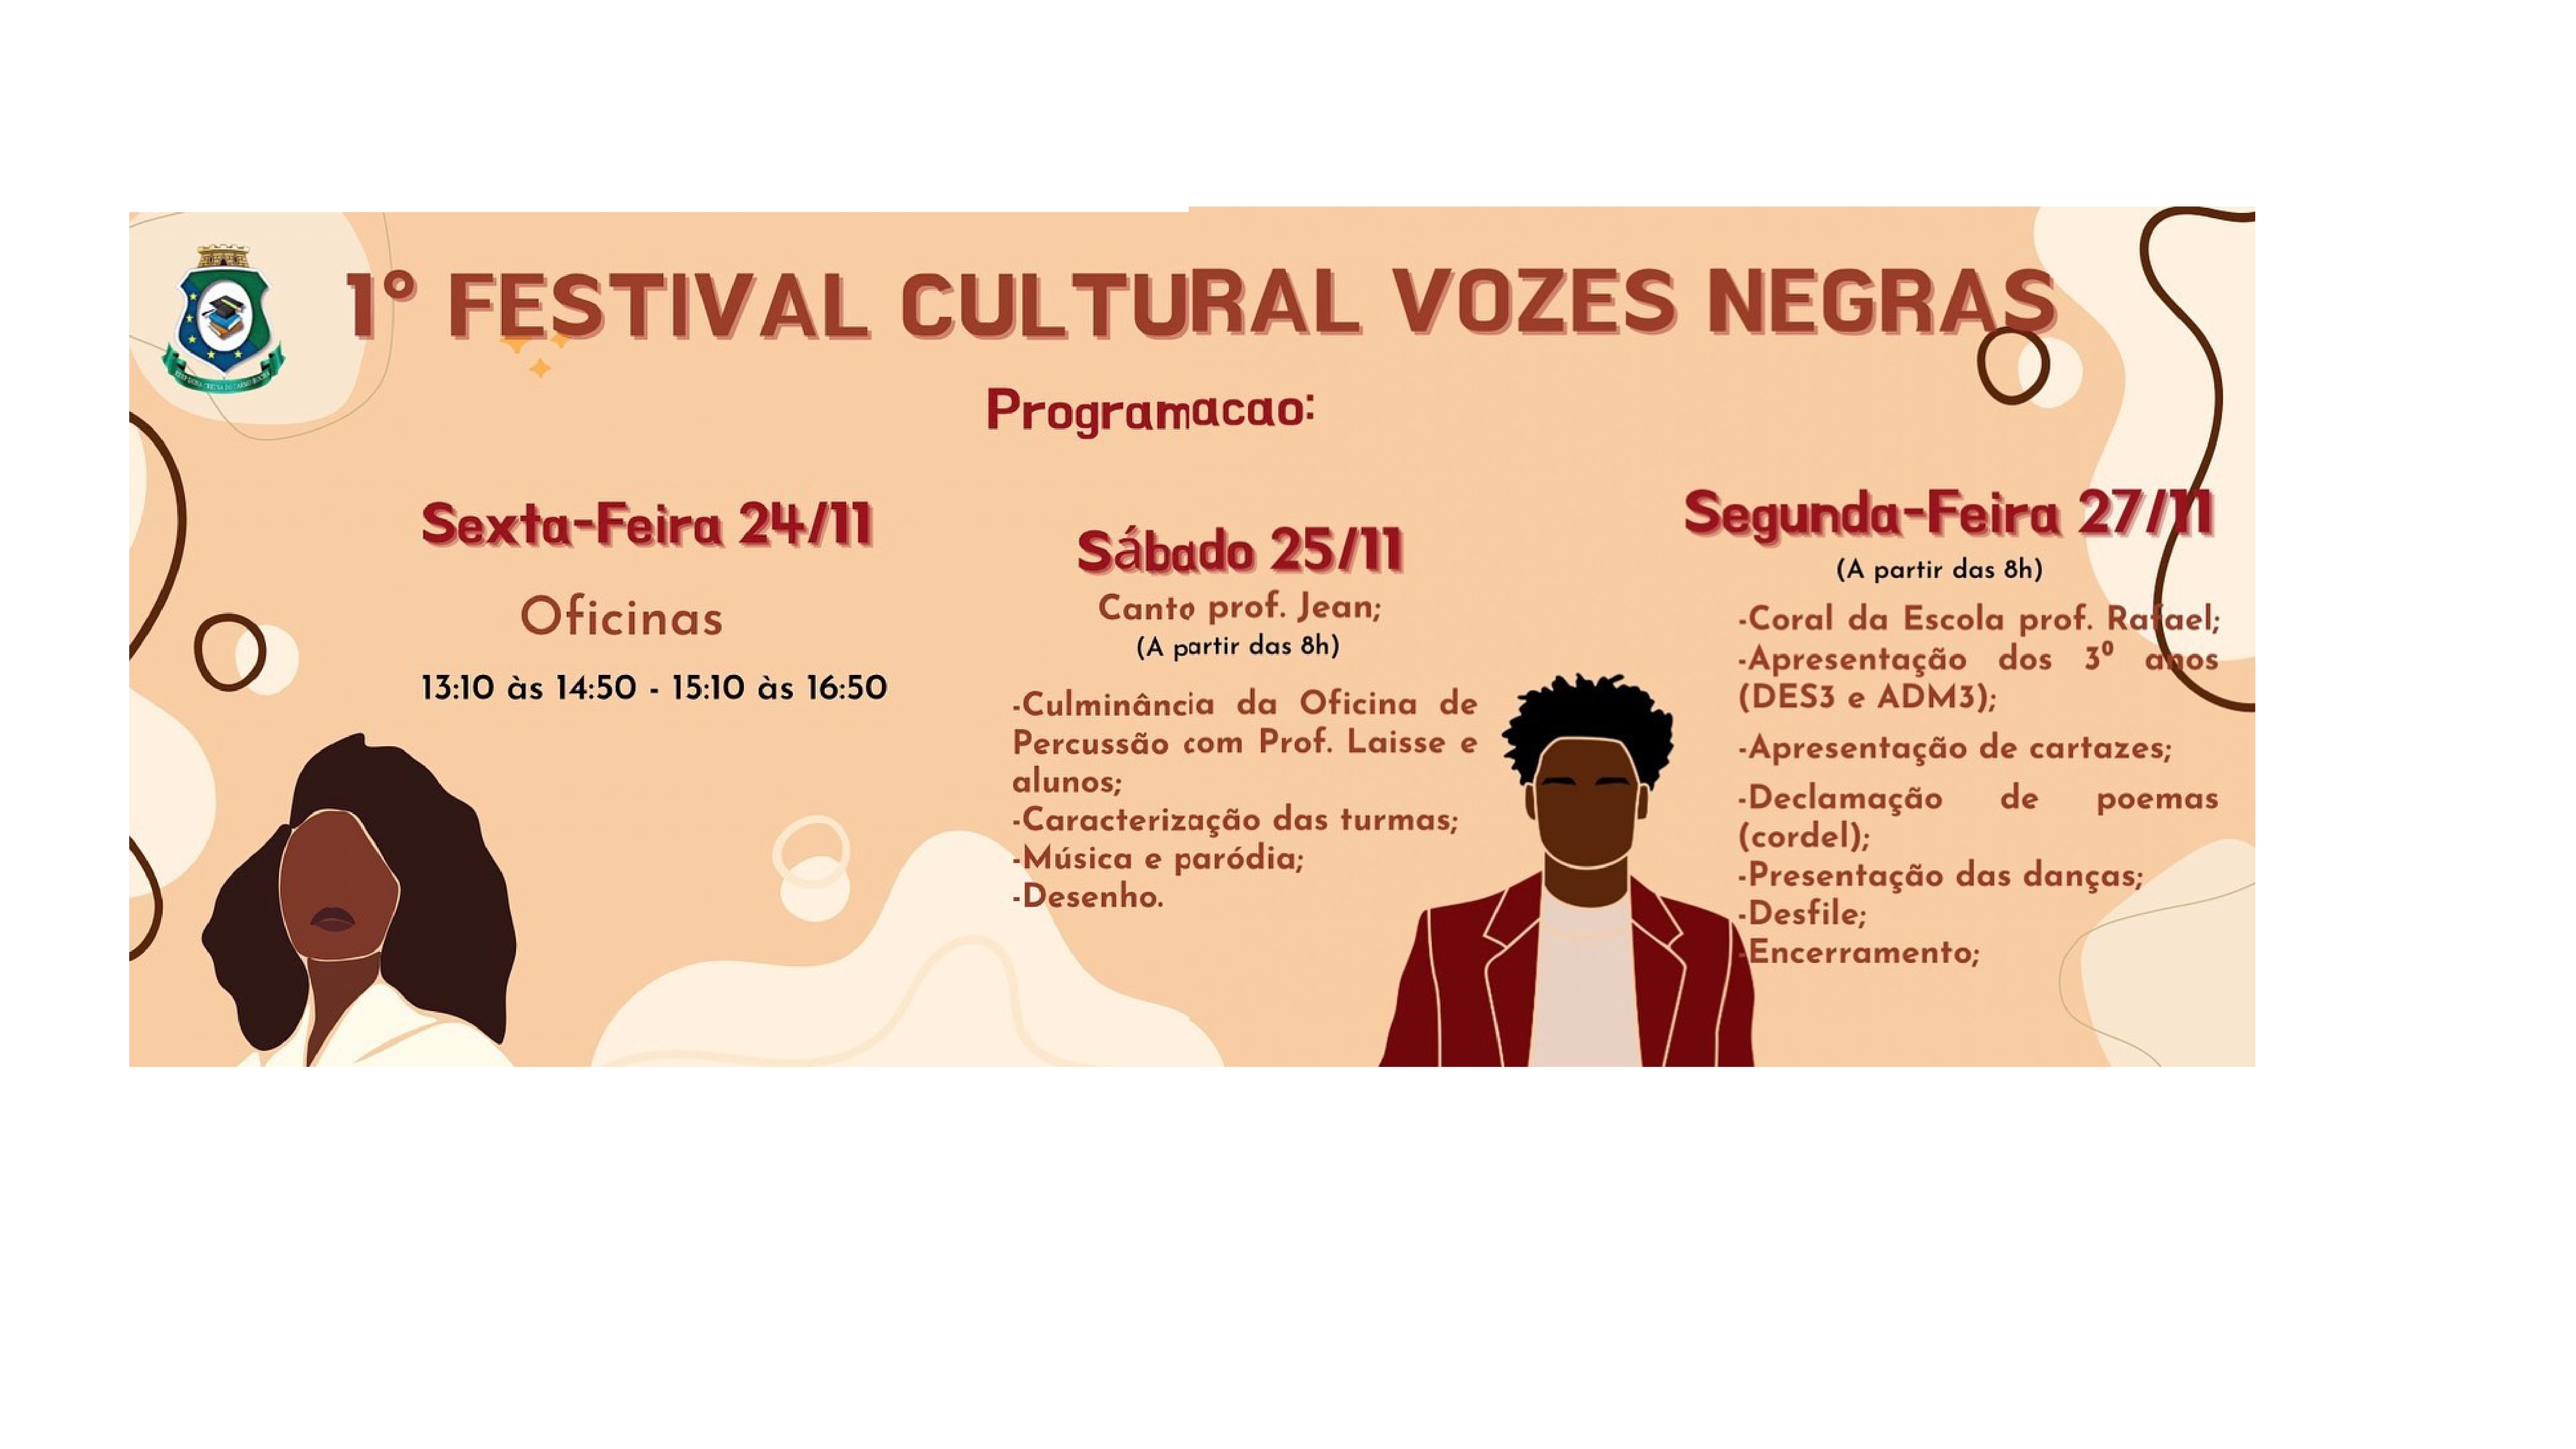 1° FESTIVAL CULTURAL VOZES NEGRAS
Programacao:
Sexta-Feira 24/11
Oficinas
13:10 às 14:50 - 15:10 às 16:50
Sábado 25/11
Canto prof. Jean;
(A partir das 8h)
-Culminância da Oficina de
Percussão com Prof. Laisse e
alunos;
-Caracterização das turmas;
-Música e paródia;
-Desenho.
Segunda-Feira 27/11
(A partir das 8h)
-Coral da Escola prof. Rafael;
-Apresentação dos 3º anos
(DES3 e ADM3);
-Apresentação de cartazes;
-Declamação de poemas
(cordel);
-Presentação das danças;
-Desfile;
-Encerramento;